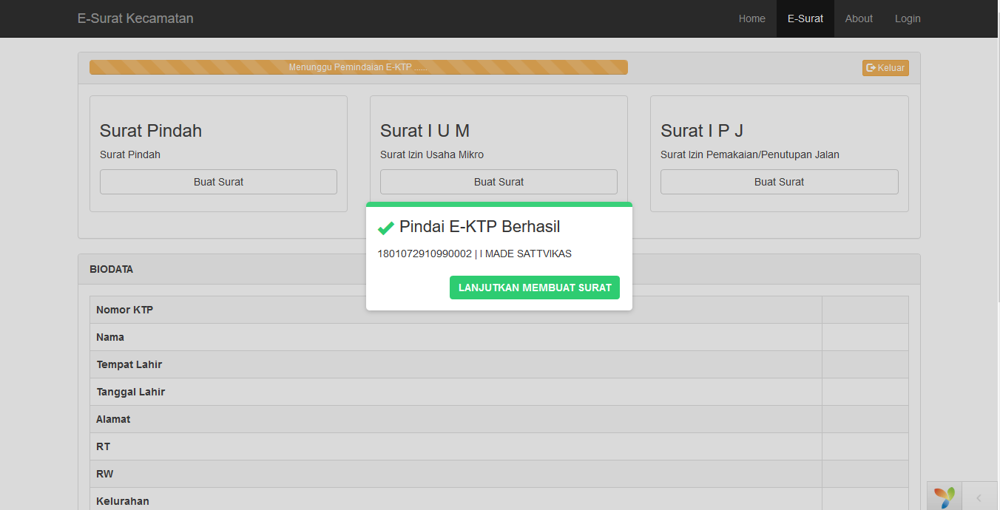 E-Surat Kecamatan
Home E-Surat About Login
Menunggu Pemindaian E-KTP ......
Keluar
Surat Pindah
Surat Pindah
Buat Surat
Surat I U M
Surat Izin Usaha Mikro
Buat Surat
Surat I P J
Surat Izin Pemakaian/Penutupan Jalan
Buat Surat
Pindai E-KTP Berhasil
1801072910990002 | I MADE SATTVIKAS
LANJUTKAN MEMBUAT SURAT
BIODATA
Nomor KTP
Nama
Tempat Lahir
Tanggal Lahir
Alamat
RT
RW
Kelurahan